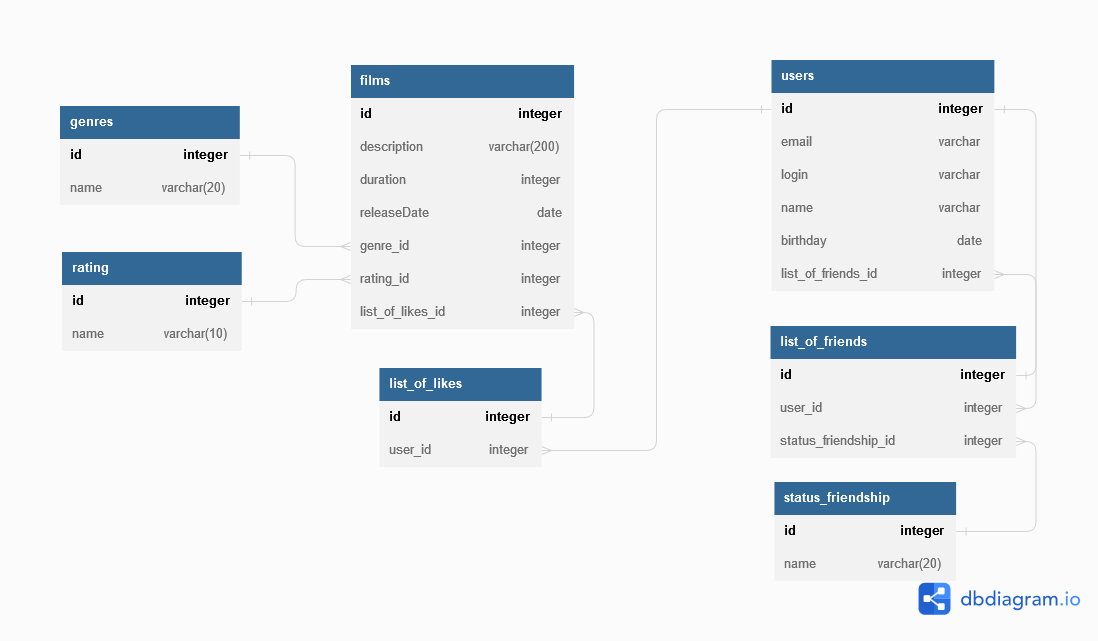 genres
id integer
name varchar(20)
rating
id integer
name varchar(10)
films
id integer
description varchar(200)
duration integer
releaseDate date
genre_id integer
rating_id integer
list_of_likes_id integer
list_of_likes
id integer
user_id integer
users
id integer
email varchar
login varchar
name varchar
birthday date
list_of_friends_id integer
list_of_friends
id integer
user_id integer
status_friendship_id integer
status_friendship
id integer
name varchar(20)
dbdiagram.io